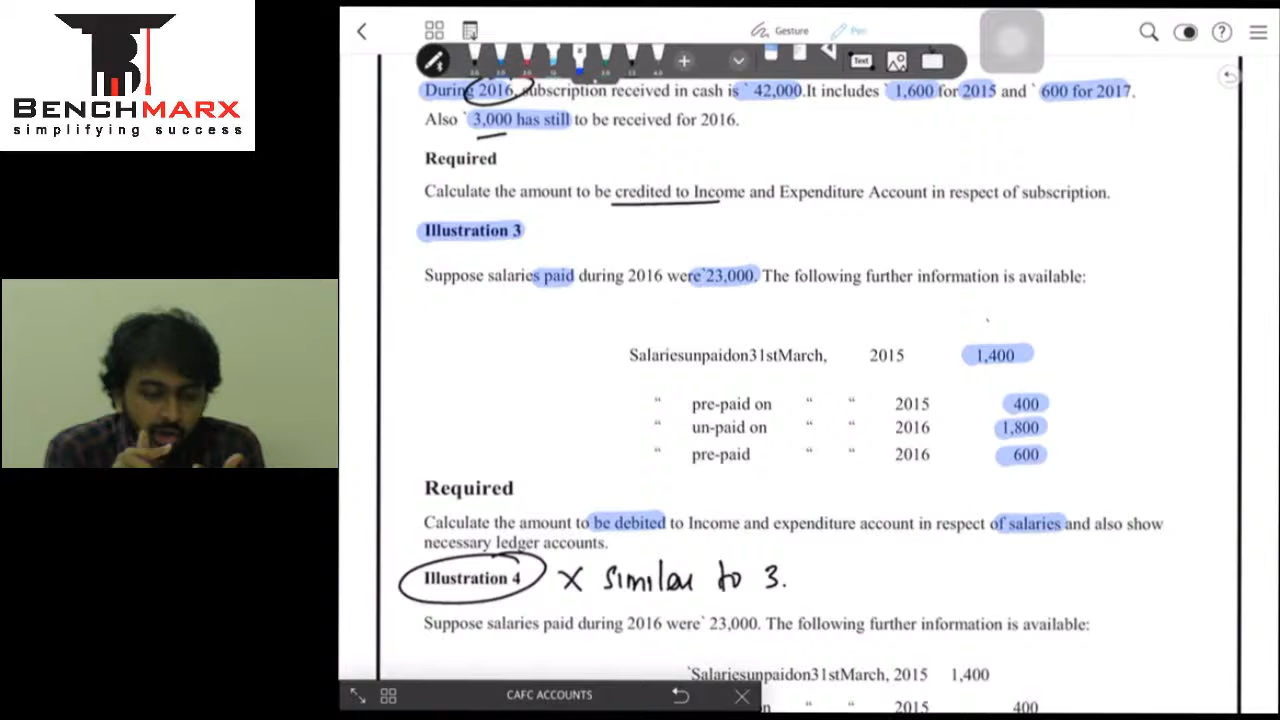 BENCHMARX
simplifying success
Gesture
Pen
Text
During 2016, subscription received in cash is ` 42,000.It includes ` 1,600 for 2015 and ` 600 for 2017.
Also ` 3,000 has still to be received for 2016.
Required
Calculate the amount to be credited to Income and Expenditure Account in respect of subscription.
Illustration 3
Suppose salaries paid during 2016 were`23,000. The following further information is available:
`
Salariesunpaidon31stMarch, 2015 1,400
“ pre-paid on “ “ 2015 400
“ un-paid on “ “ 2016 1,800
“ pre-paid “ “ 2016 600
Required
Calculate the amount to be debited to Income and expenditure account in respect of salaries and also show
necessary ledger accounts.
Illustration 4 X similar to 3.
Suppose salaries paid during 2016 were` 23,000. The following further information is available:
`Salariesunpaidon31stMarch, 2015 1,400
CAFC ACCOUNTS
on “ “ 2015 400